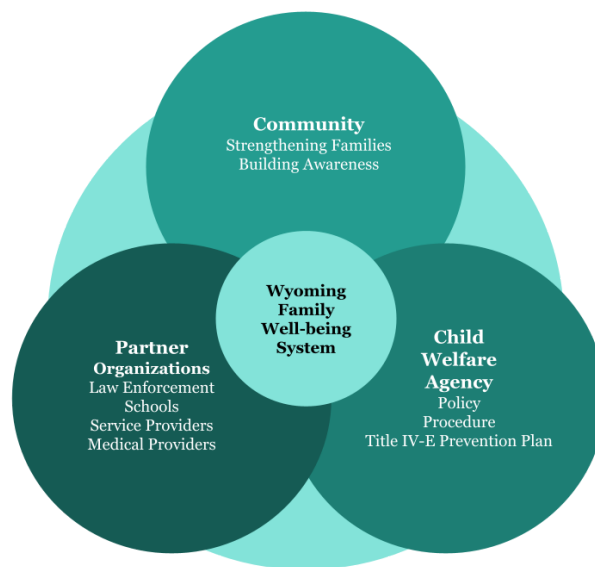 Community
Strengthening Families
Building Awareness
Wyoming
Family
Well-being
System
Partner
Organizations
Law Enforcement
Schools
Service Providers
Medical Providers
Child
Welfare
Agency
Policy
Procedure
Title IV-E Prevention Plan